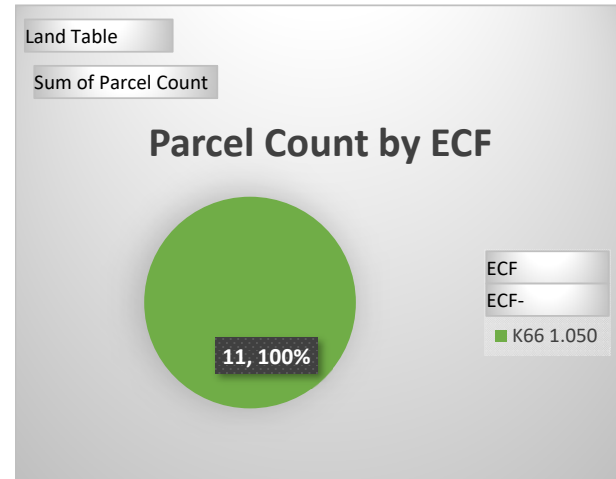 Land Table
Sum of Parcel Count
Parcel Count by ECF
11, 100%
ECF
ECF-
K66 1.050